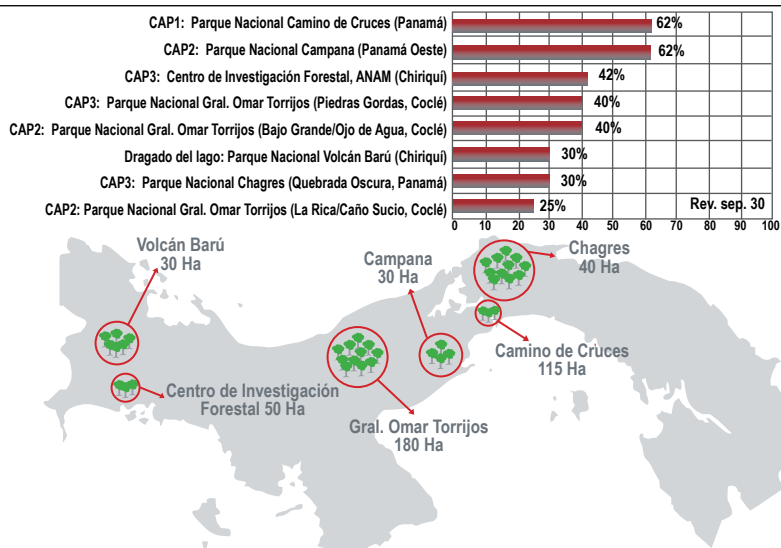 CAP1: Parque Nacional Camino de Cruces (Panamá) 62%
CAP2: Parque Nacional Campana (Panamá Oeste) 62%
CAP3: Centro de Investigación Forestal, ANAM (Chiriquí) 42%
CAP3: Parque Nacional Gral. Omar Torrijos (Piedras Gordas, Coclé) 40%
CAP2: Parque Nacional Gral. Omar Torrijos (Bajo Grande/Ojo de Agua, Coclé) 40%
Dragado del lago: Parque Nacional Volcán Barú (Chiriquí) 30%
CAP3: Parque Nacional Chagres (Quebrada Oscura, Panamá) 30%
CAP2: Parque Nacional Gral. Omar Torrijos (La Rica/Caño Sucio, Coclé) 25%
Rev. sep. 30
0 10 20 30 40 50 60 70 80 90 100
Volcán Barú
30 Ha
Campana
30 Ha
Chagres
40 Ha
Camino de Cruces
115 Ha
Centro de Investigación
Forestal 50 Ha
Gral. Omar Torrijos
180 Ha